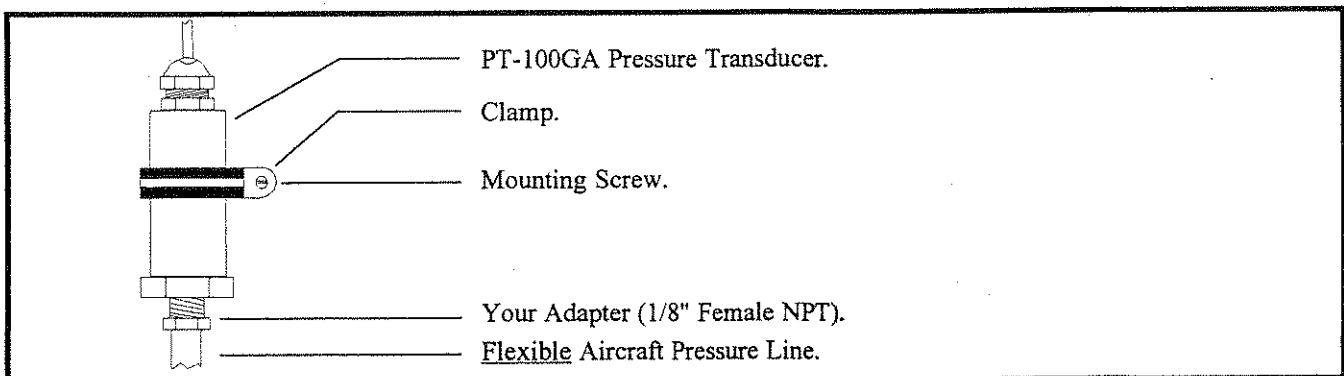 PT-100GA Pressure Transducer.
Clamp.
Mounting Screw.
Your Adapter (1/8" Female NPT).
Flexible Aircraft Pressure Line.